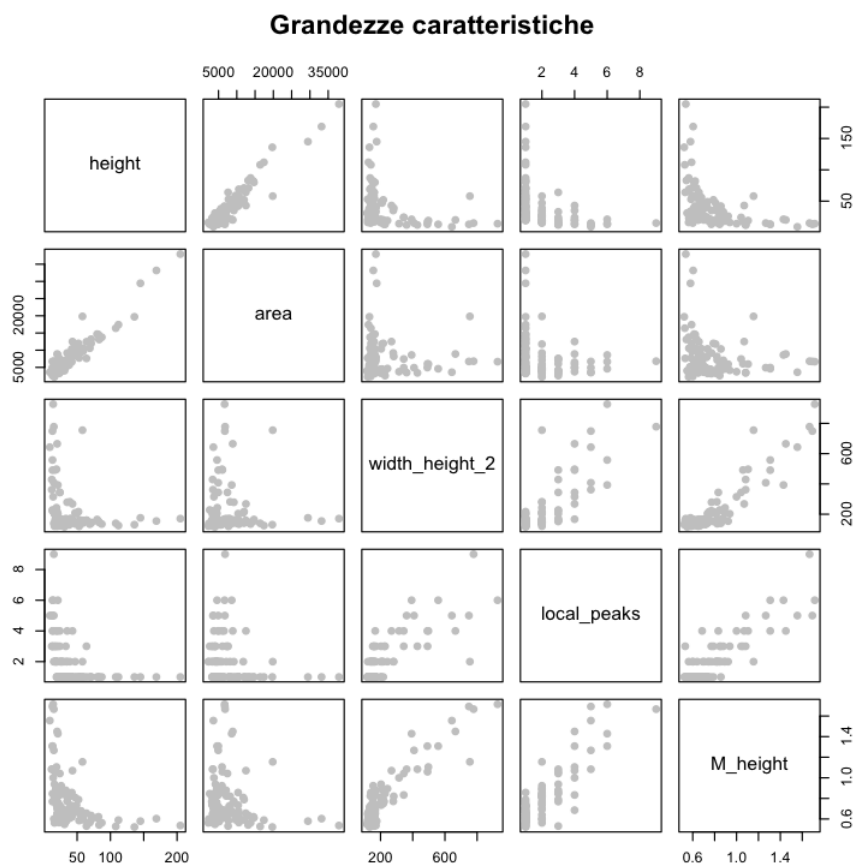 Grandezze caratteristiche
5000 20000 35000 2 4 6 8
height
50 150
5000 20000
area
width_height_2
200 600
2 4 6 8
local_peaks
M_height
0.6 1.0 1.4
50 100 200 200 600 0.6 1.0 1.4